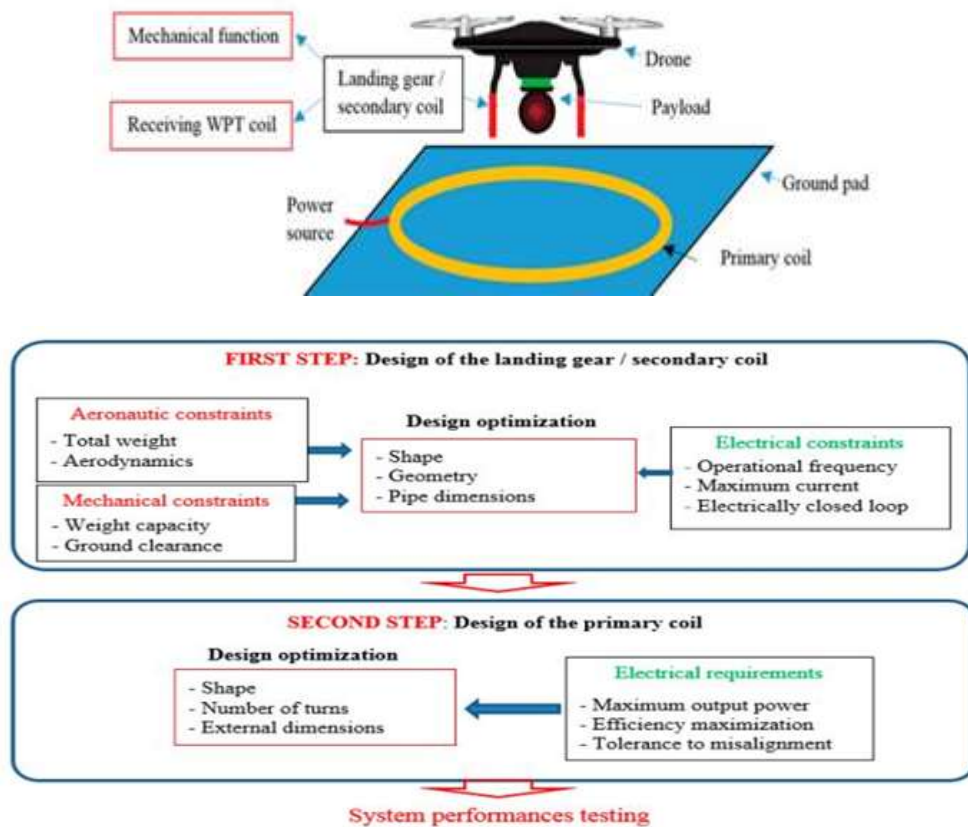 Mechanical function
Receiving WPT coil
Landing gear /
secondary coil
Drone
Payload
Ground pad
Power
source
Primary coil
FIRST STEP: Design of the landing gear / secondary coil
Aeronautic constraints
- Total weight
- Aerodynamics
Mechanical constraints
- Weight capacity
- Ground clearance
Design optimization
- Shape
- Geometry
- Pipe dimensions
Electrical constraints
- Operational frequency
- Maximum current
- Electrically closed loop
SECOND STEP: Design of the primary coil
Design optimization
- Shape
- Number of turns
- External dimensions
Electrical requirements
- Maximum output power
- Efficiency maximization
- Tolerance to misalignment
System performances testing